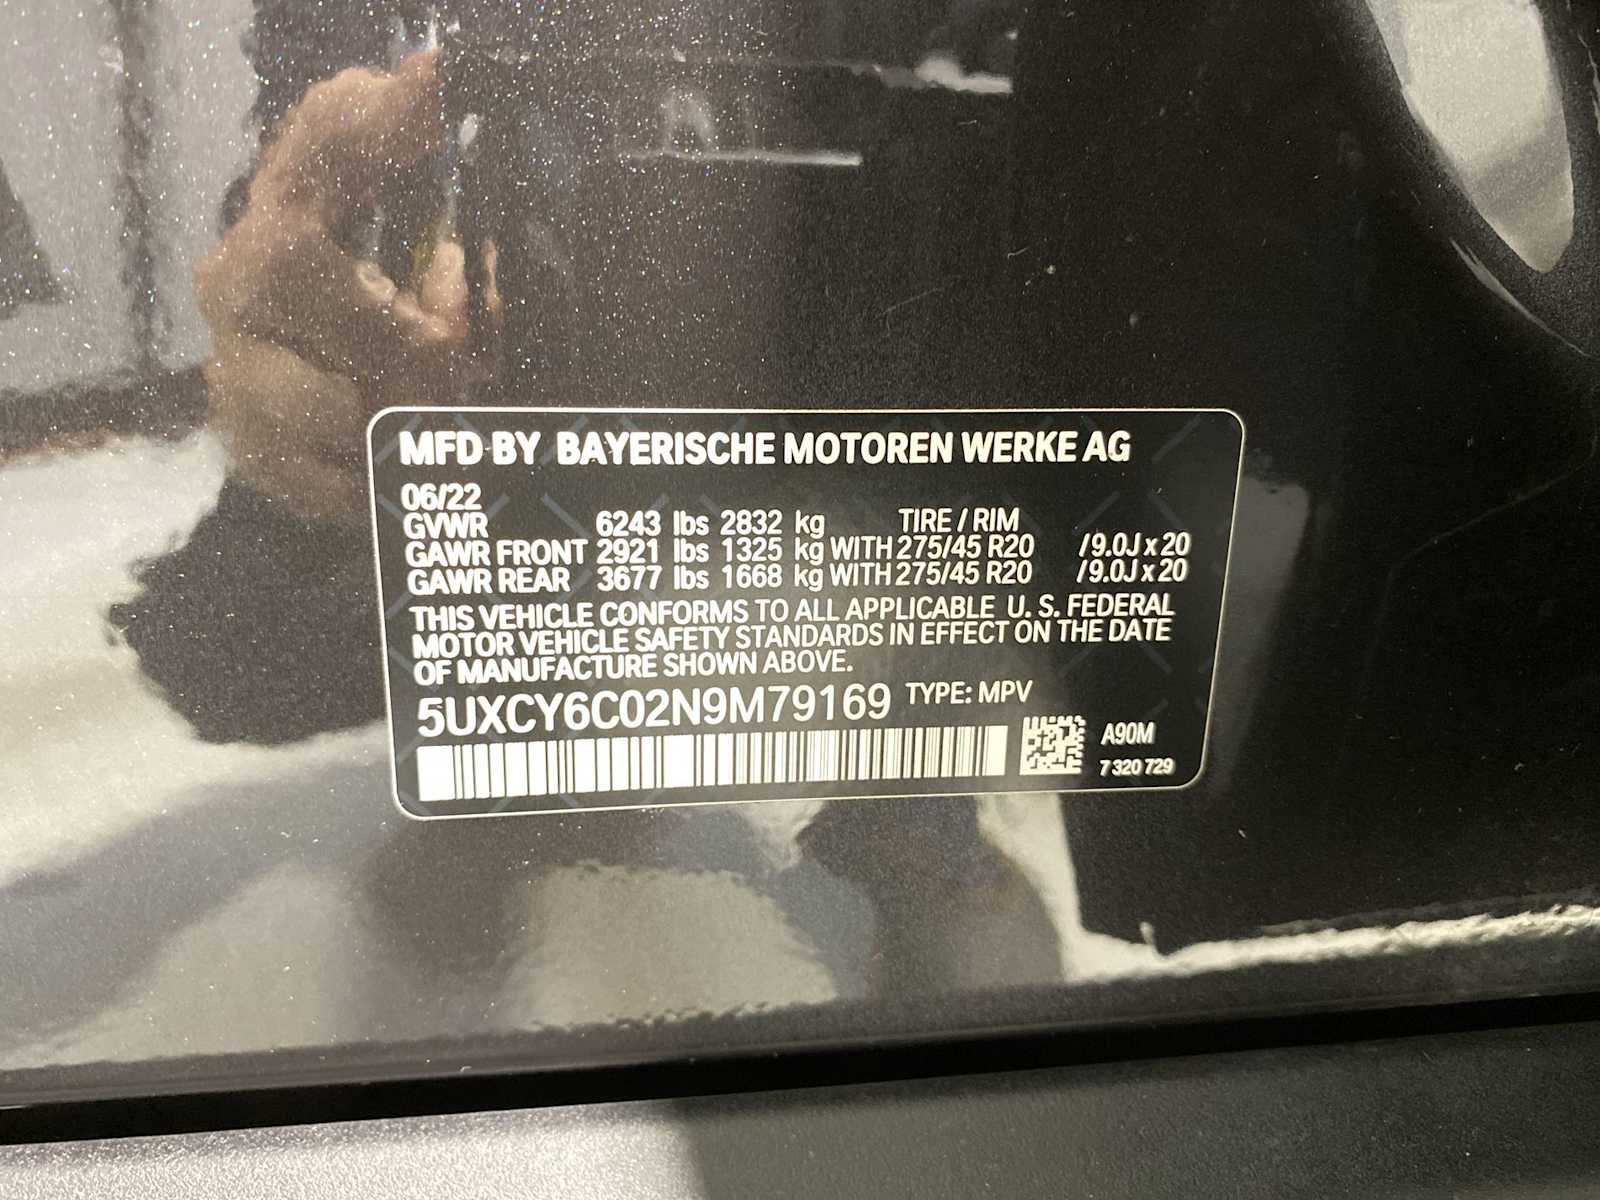 MFD BY BAYERISCHE MOTOREN WERKE AG
06/22
GVWR 6243 lbs 2832 kg TIRE / RIM
GAWR FRONT 2921 lbs 1325 kg WITH 275/45 R20 /9.0J x 20
GAWR REAR 3677 lbs 1668 kg WITH 275/45 R20 /9.0J x 20
THIS VEHICLE CONFORMS TO ALL APPLICABLE U. S. FEDERAL
MOTOR VEHICLE SAFETY STANDARDS IN EFFECT ON THE DATE
OF MANUFACTURE SHOWN ABOVE.
5UXCY6C02N9M79169 TYPE: MPV
A90M
7 320 729